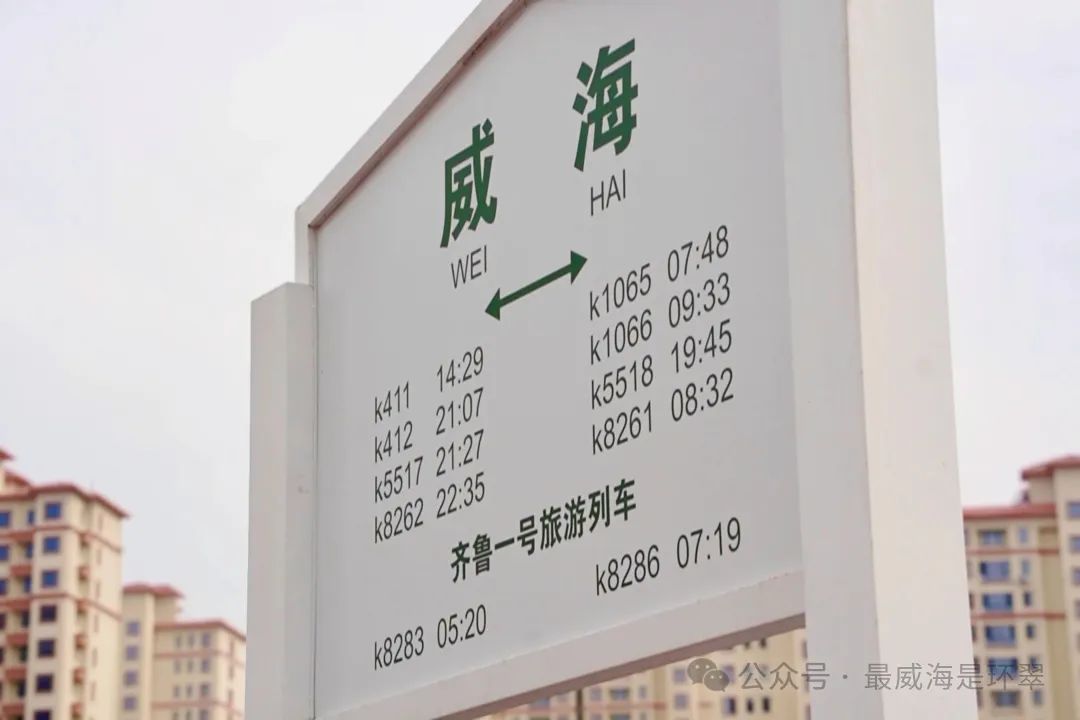 威海
WEI HAI
k411 14:29
k412 21:07
k5517 21:27
k8262 22:35
k1065 07:48
k1066 09:33
k5518 19:45
k8261 08:32
齐鲁一号旅游列车
k8283 05:20
k8286 07:19
公众号·最威海是环翠